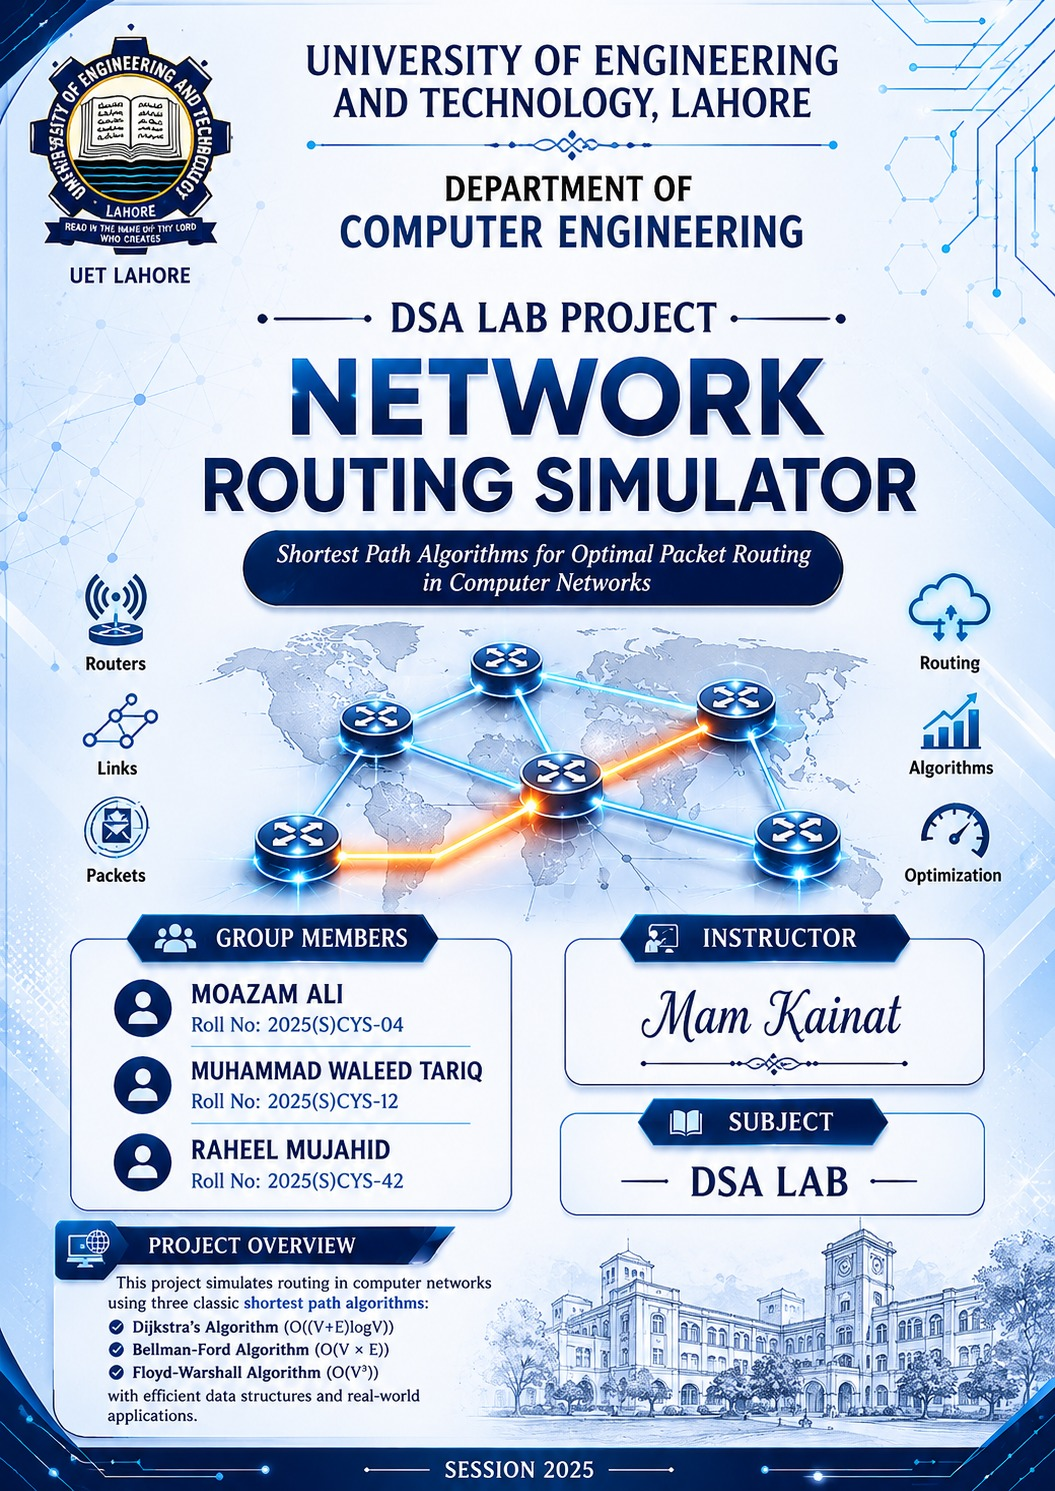 UNIVERSITY OF ENGINEERING
AND TECHNOLOGY, LAHORE
DEPARTMENT OF
COMPUTER ENGINEERING
OF ENGINEERING AND
LAHORE
READ IN THE
THY LORD
WHO CREATES
UET LAHORE
DSA LAB PROJECT
NETWORK
ROUTING SIMULATOR
Shortest Path Algorithms for Optimal Packet Routing
in Computer Networks
Routers
Links
Packets
Routing
Algorithms
Optimization
GROUP MEMBERS
MOAZAM ALI
Roll No: 2025(S)CYS-04
MUHAMMAD WALEED TARIQ
Roll No: 2025(S)CYS-12
RAHEEL MUJAHID
Roll No: 2025(S)CYS-42
INSTRUCTOR
Mam Kainat
SUBJECT
DSA LAB
PROJECT OVERVIEW
This project simulates routing in computer networks
using three classic shortest path algorithms:
Dijkstra's Algorithm (O((V+E)logV))
Bellman-Ford Algorithm (O(V × E))
Floyd-Warshall Algorithm (O(V³))
with efficient data structures and real-world
applications.
SESSION 2025